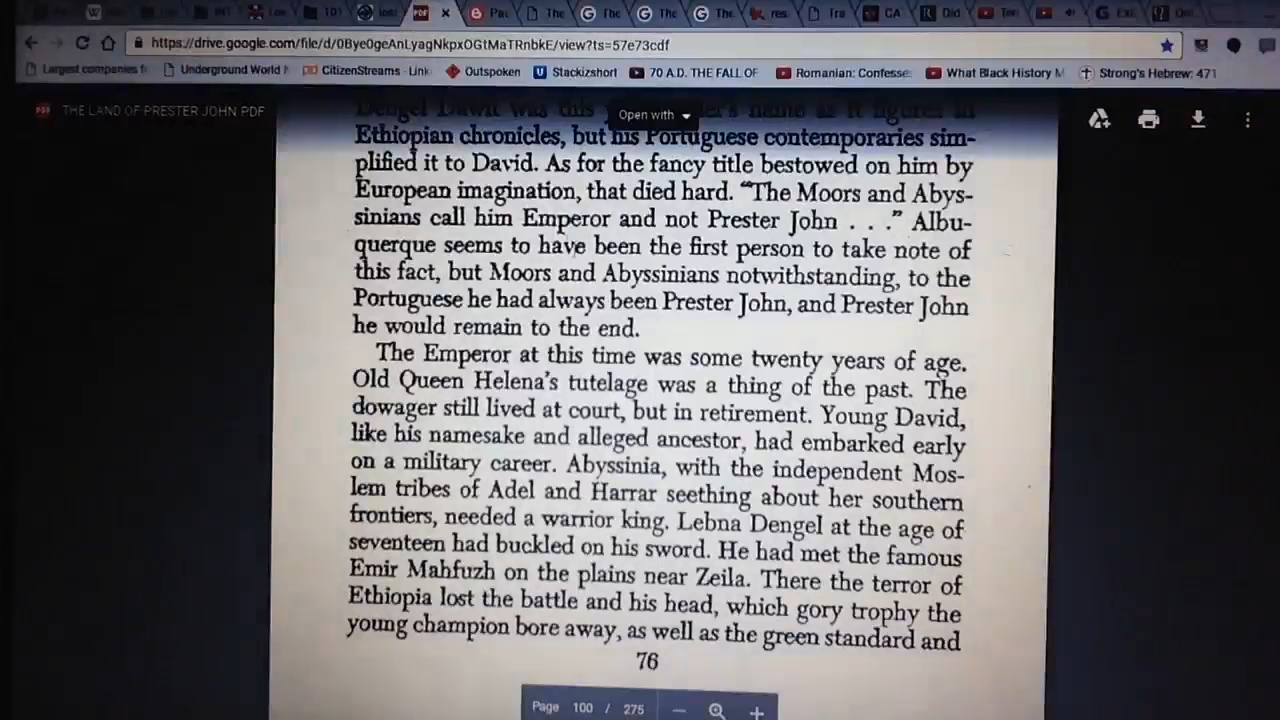 https://drive.google.com/file/d/0Bye0geAnLyagNkpxOGtMaTRnbkE/view?ts=57e73cdf
Largest companies Underground World CitizenStreams - Link Outspoken Stackizshort 70 A.D. THE FALL OF Romanian: Confesse: What Black History M Strong's Hebrew: 471
THE LAND OF PRESTER JOHN PDF
Open with
Dengel Dawit was this name as it figures in
Ethiopian chronicles, but his Portuguese contemporaries sim-
plified it to David. As for the fancy title bestowed on him by
European imagination, that died hard. "The Moors and Abys-
sinians call him Emperor and not Prester John . . ." Albu-
querque seems to have been the first person to take note of
this fact, but Moors and Abyssinians notwithstanding, to the
Portuguese he had always been Prester John, and Prester John
he would remain to the end.
The Emperor at this time was some twenty years of age.
Old Queen Helena's tutelage was a thing of the past. The
dowager still lived at court, but in retirement. Young David,
like his namesake and alleged ancestor, had embarked early
on a military career. Abyssinia, with the independent Mos-
lem tribes of Adel and Harrar seething about her southern
frontiers, needed a warrior king. Lebna Dengel at the age of
seventeen had buckled on his sword. He had met the famous
Emir Mahfuzh on the plains near Zeila. There the terror of
Ethiopia lost the battle and his head, which gory trophy the
young champion bore away, as well as the green standard and
76
Page 100 / 275